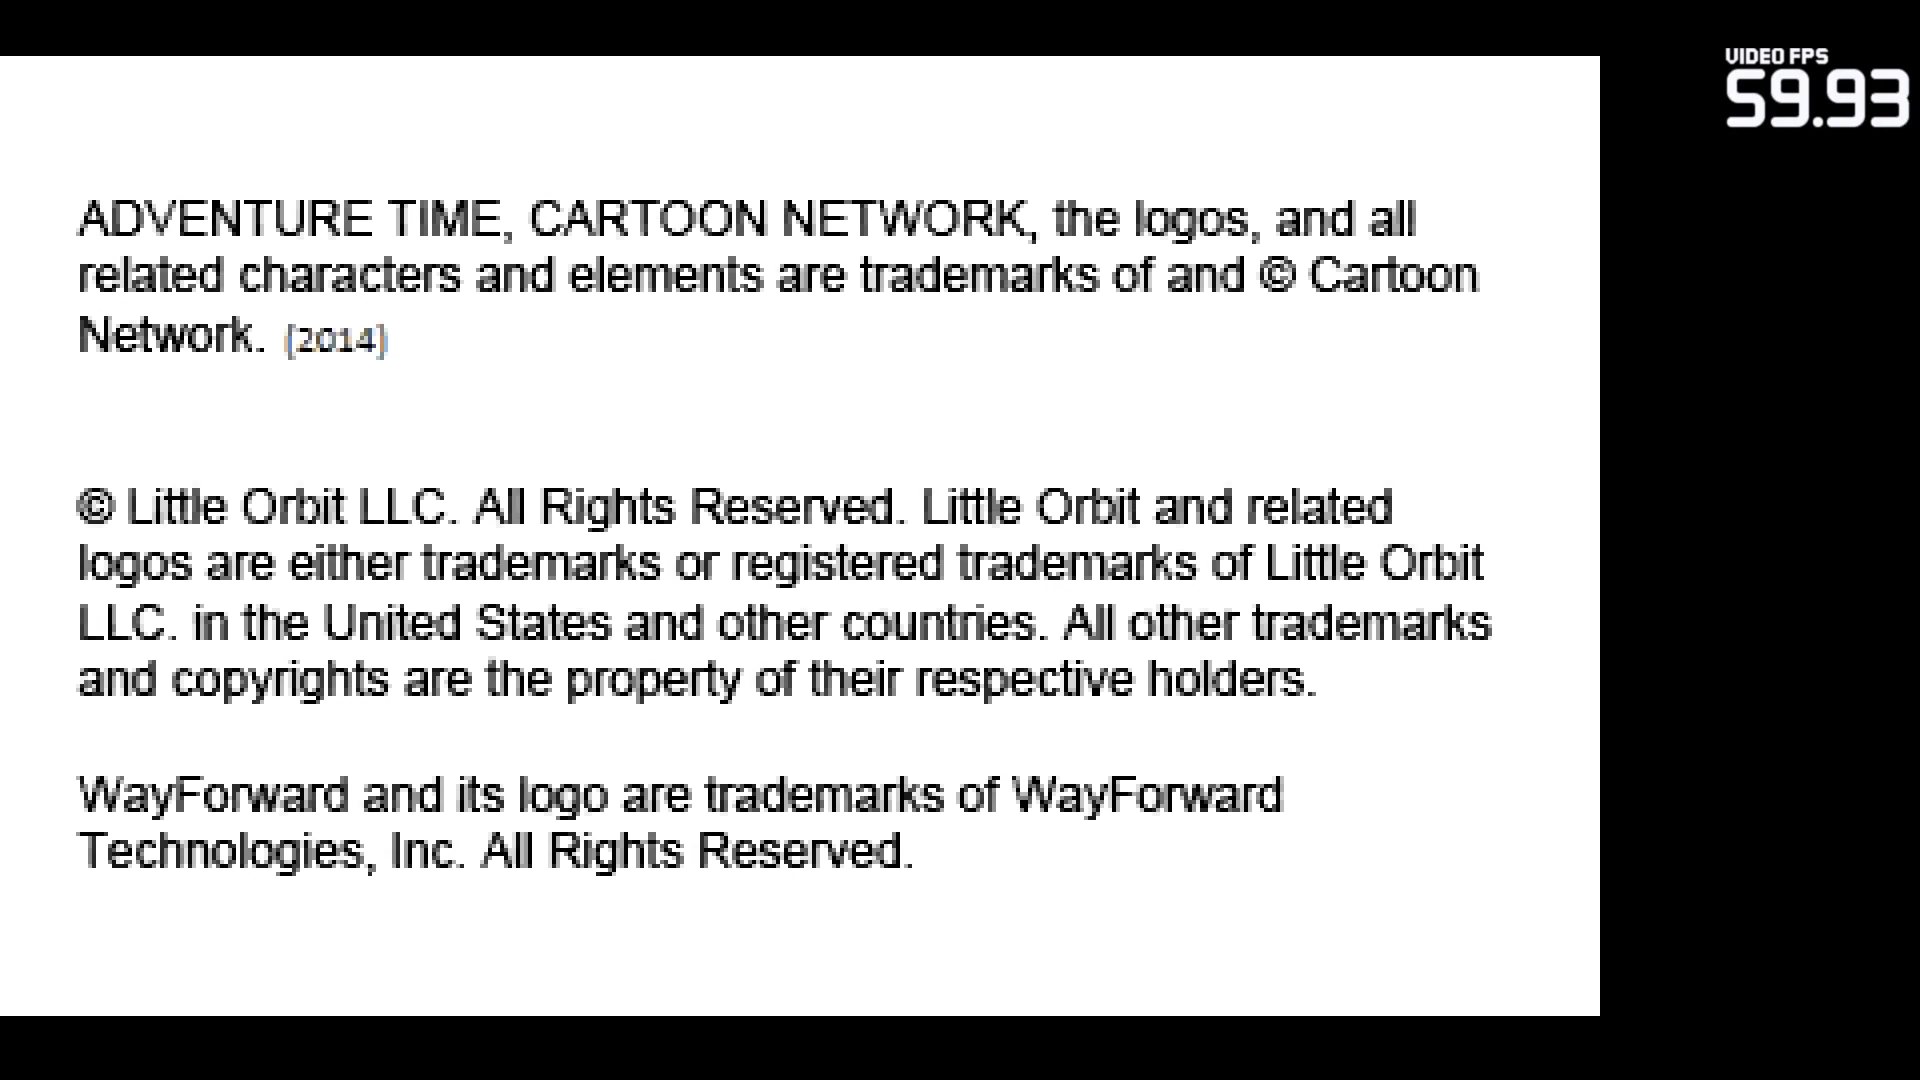 VIDEO FPS
59.93
ADVENTURE TIME, CARTOON NETWORK, the logos, and all
related characters and elements are trademarks of and © Cartoon
Network. {2014}
© Little Orbit LLC. All Rights Reserved. Little Orbit and related
logos are either trademarks or registered trademarks of Little Orbit
LLC. in the United States and other countries. All other trademarks
and copyrights are the property of their respective holders.
WayForward and its logo are trademarks of WayForward
Technologies, Inc. All Rights Reserved.